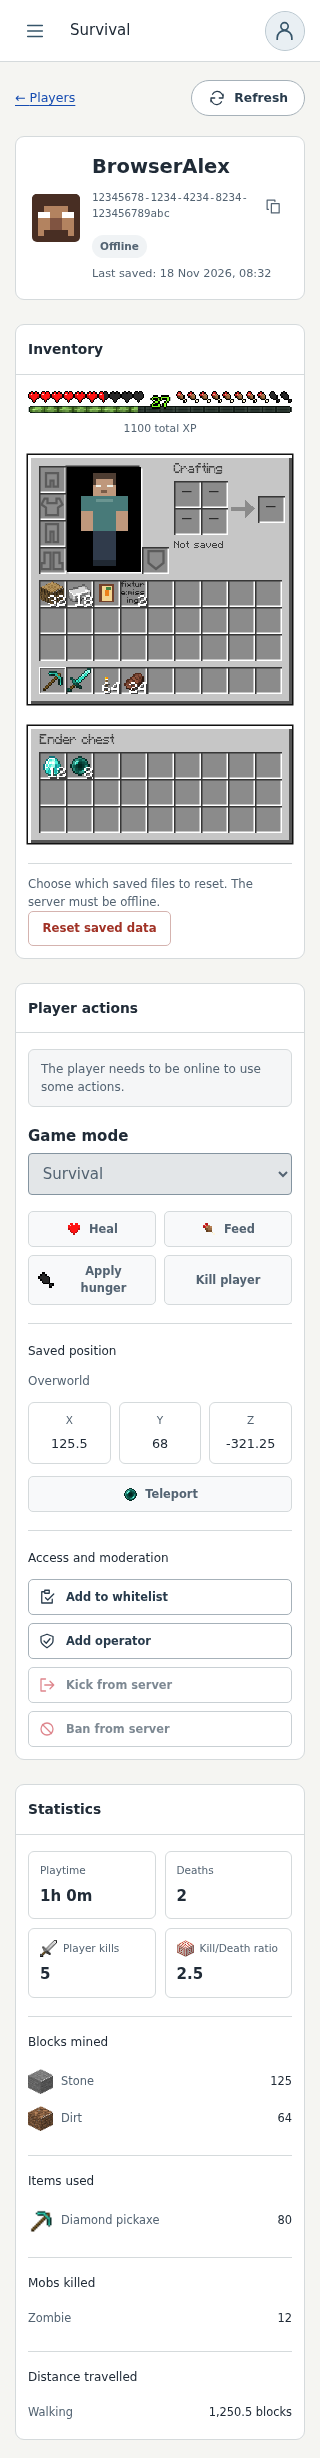 Survival
← Players
Refresh
BrowserAlex
12345678-1234-4234-8234-
123456789abc
Offline
Last saved: 18 Nov 2026, 08:32
Inventory
37
1100 total XP
Crafting
Not saved
32
18
fixtur
e:miss
ing
2
64
24
Ender chest
12
8
Choose which saved files to reset. The
server must be offline.
Reset saved data
Player actions
The player needs to be online to use
some actions.
Game mode
Survival
Heal
Feed
Apply
hunger
Kill player
Saved position
Overworld
X
Y
Z
125.5
68
-321.25
Teleport
Access and moderation
Add to whitelist
Add operator
Kick from server
Ban from server
Statistics
Playtime
Deaths
1h 0m
2
Player kills
Kill/Death ratio
5
2.5
Blocks mined
Stone 125
Dirt 64
Items used
Diamond pickaxe 80
Mobs killed
Zombie 12
Distance travelled
Walking 1,250.5 blocks